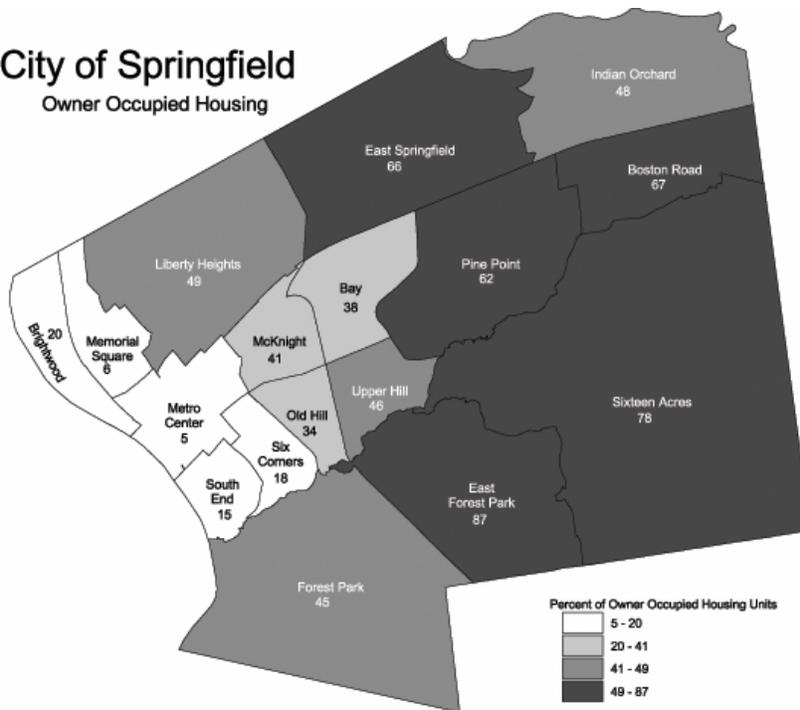 City of Springfield
Owner Occupied Housing
Indian Orchard
48
East Springfield
66
Boston Road
67
Liberty Heights
49
Pine Point
62
Bay
38
20
Brightwood
Memorial
Square
6
McKnight
41
Upper Hill
46
Sixteen Acres
78
Metro
Center
5
Old Hill
34
Six
Corners
18
South
End
15
East
Forest Park
87
Forest Park
45
Percent of Owner Occupied Housing Units
5 - 20
20 - 41
41 - 49
49 - 87